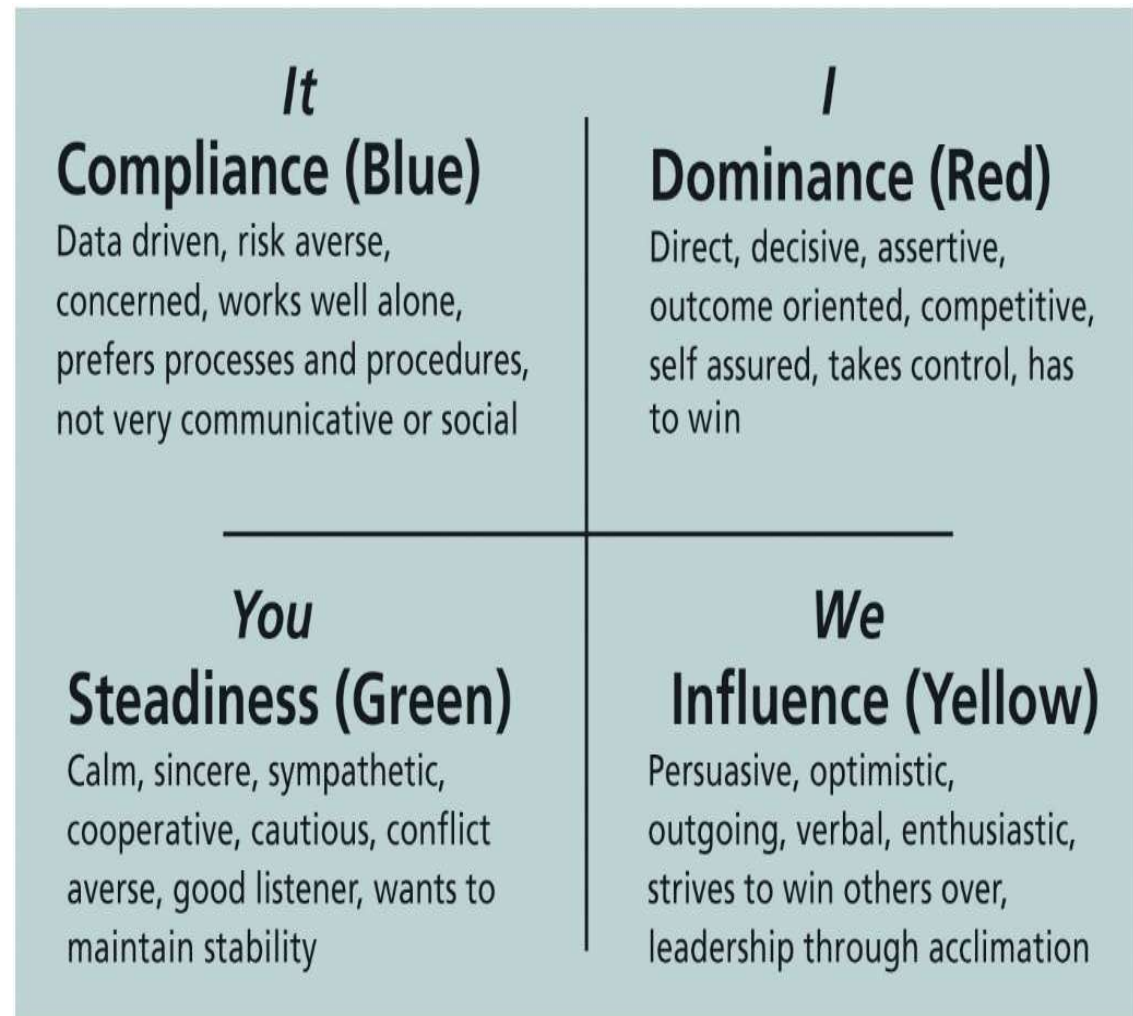 It
Compliance (Blue)
Data driven, risk averse,
concerned, works well alone,
prefers processes and procedures,
not very communicative or social
I
Dominance (Red)
Direct, decisive, assertive,
outcome oriented, competitive,
self assured, takes control, has
to win
You
Steadiness (Green)
Calm, sincere, sympathetic,
cooperative, cautious, conflict
averse, good listener, wants to
maintain stability
We
Influence (Yellow)
Persuasive, optimistic,
outgoing, verbal, enthusiastic,
strives to win others over,
leadership through acclimation